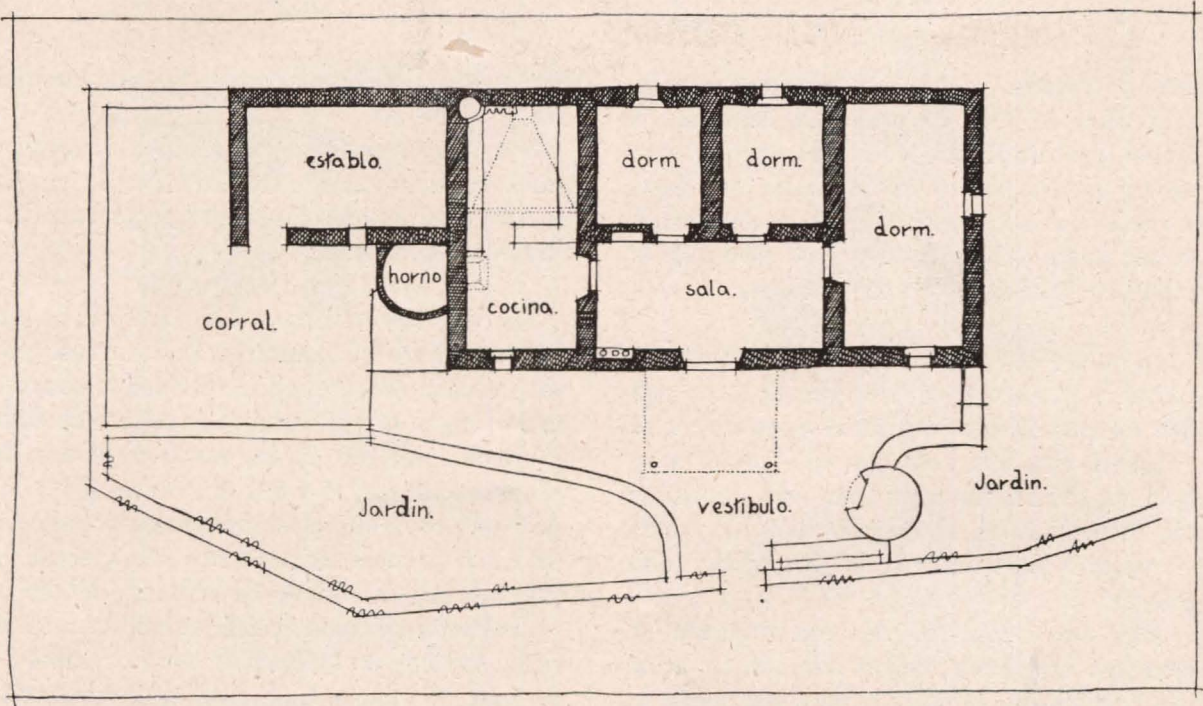 establo.
dorm.
dorm.
dorm.
horno
sala.
cocina.
corral.
Jardin.
vestibulo.
Jardin.